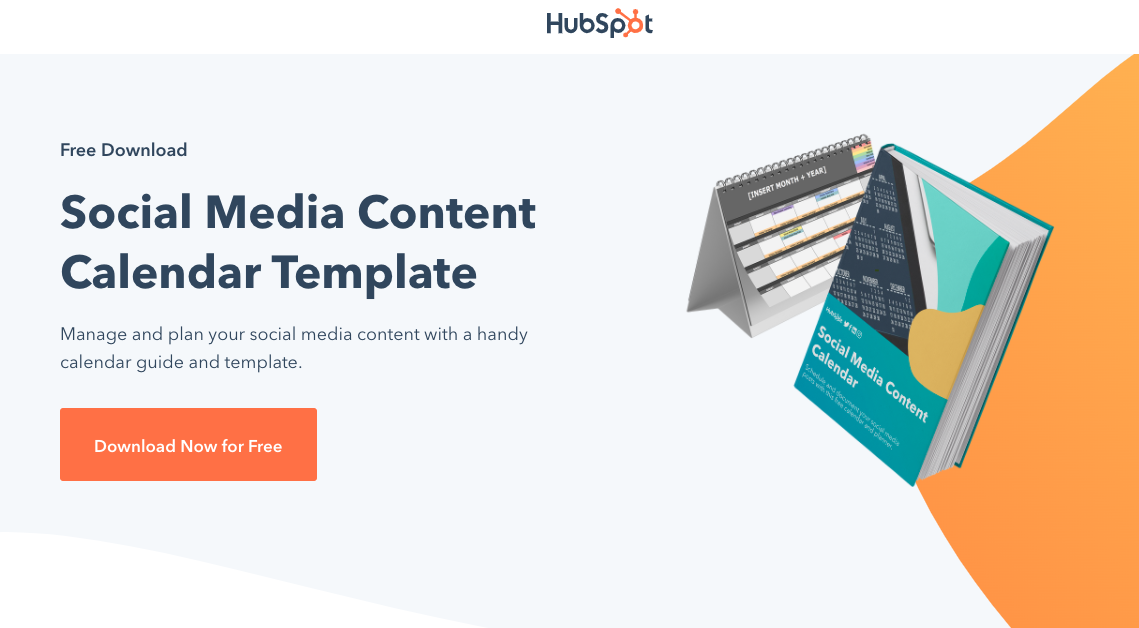 HubSpot
Free Download
Social Media Content
Calendar Template
Manage and plan your social media content with a handy
calendar guide and template.
Download Now for Free
[INSERT MONTH + YEAR]
HubSpot
Social Media Content
Calendar
Schedule and document your social media
posts with this free calendar and planner.